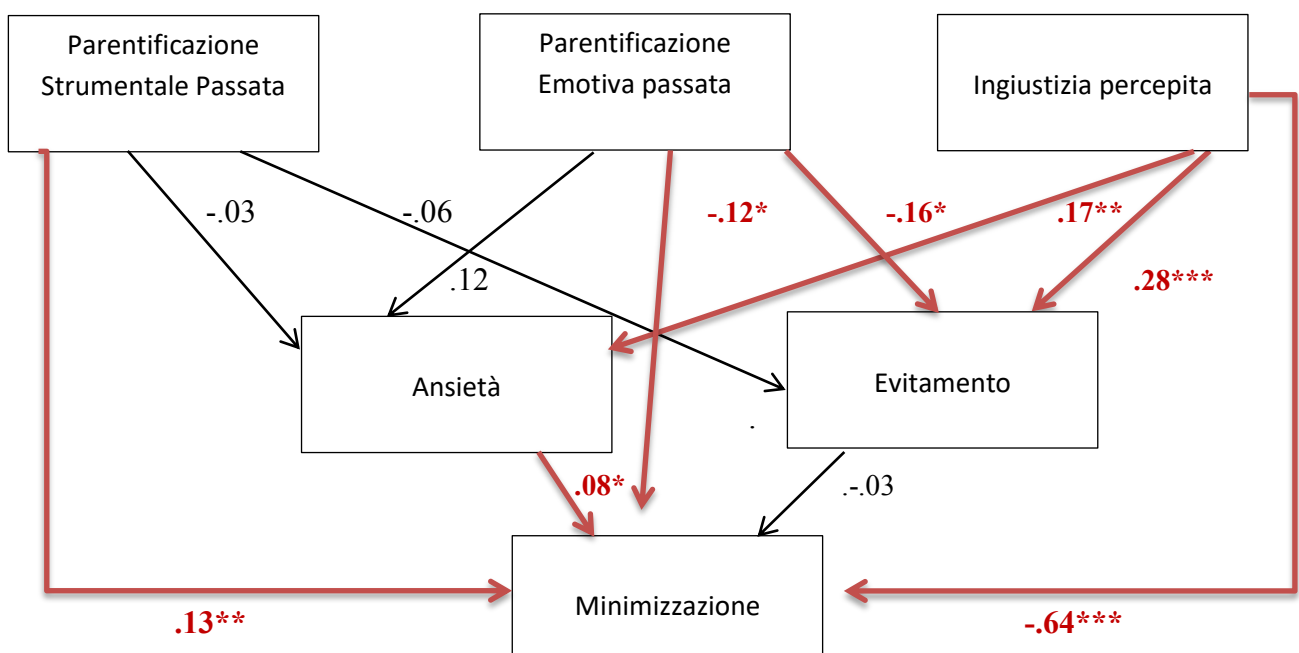 Parentificazione
Strumentale Passata
Parentificazione
Emotiva passata
Ingiustizia percepita
-.03
-.06
-.12*
-.16*
.17**
.12
.28***
Ansietà
Evitamento
.
.08*
.-.03
Minimizzazione
.13**
-.64***